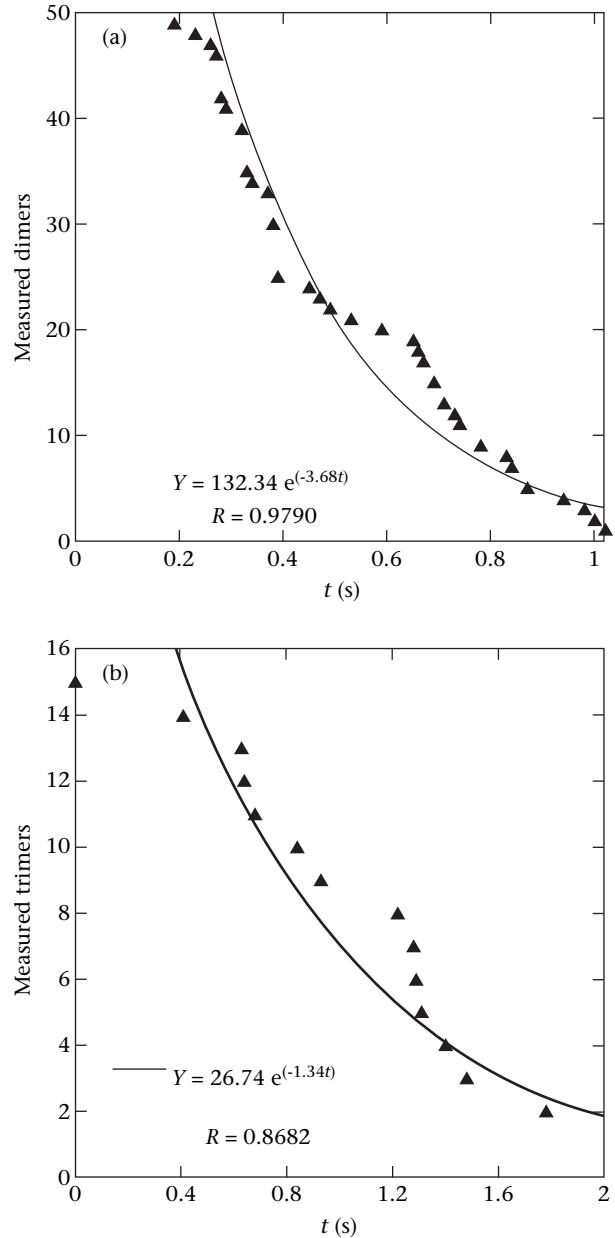 50
(a)
40
30
20
10
0
Measured dimers
Y = 132.34 e(-3.68t)
R = 0.9790
0 0.2 0.4 0.6 0.8 1
t (s)
16
(b)
14
12
10
8
6
4
2
0
Measured trimers
Y = 26.74 e(-1.34t)
R = 0.8682
0 0.4 0.8 1.2 1.6 2
t (s)